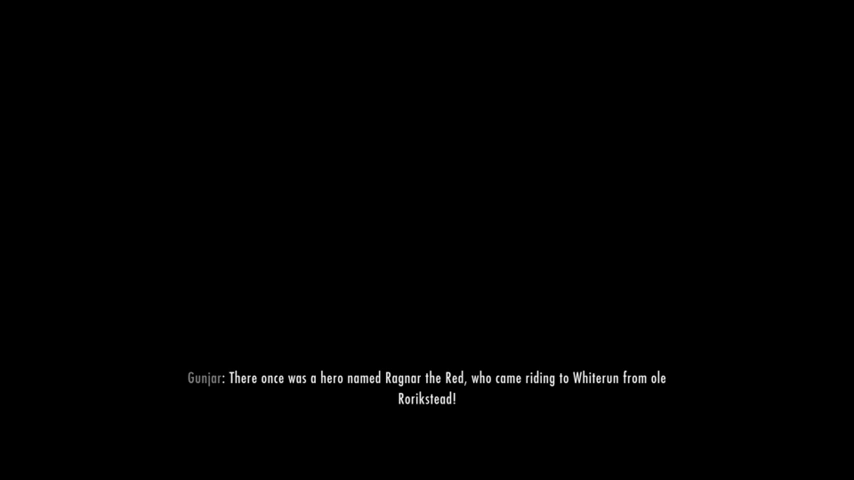 Gunjar: There once was a hero named Ragnar the Red, who came riding to Whiterun from ole
Rorikstead!